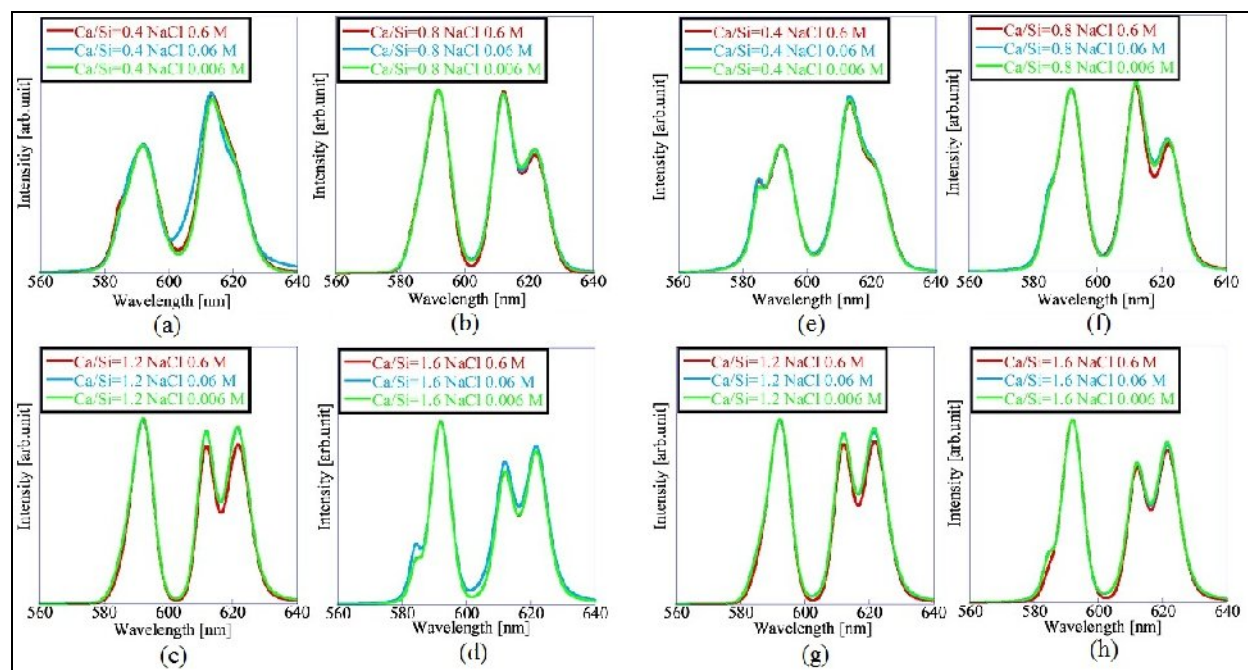 Ca/Si=0.4 NaCl 0.6 M
Ca/Si=0.4 NaCl 0.06 M
Ca/Si=0.4 NaCl 0.006 M
Intensitiy [arb.unit]
560 580 600 620 640
Wavelength [nm]
(a)
Ca/Si=0.8 NaCl 0.6 M
Ca/Si=0.8 NaCl 0.06 M
Ca/Si=0.8 NaCl 0.006 M
Intensity [arb.unit]
560 580 600 620 640
Wavelength [nm]
(b)
Ca/Si=0.4 NaCl 0.6 M
Ca/Si=0.4 NaCl 0.06 M
Ca/Si=0.4 NaCl 0.006 M
Intensity [arb.unit]
560 580 600 620 640
Wavelength [nm]
(e)
Ca/Si=0.8 NaCl 0.6 M
Ca/Si=0.8 NaCl 0.06 M
Ca/Si=0.8 NaCl 0.006 M
Intensity [arb.unit]
560 580 600 620 640
Wavelength [nm]
(f)
Ca/Si=1.2 NaCl 0.6 M
Ca/Si=1.2 NaCl 0.06 M
Ca/Si=1.2 NaCl 0.006 M
Intensity [arb.unit]
560 580 600 620 640
Wavelength [nm]
(c)
Ca/Si=1.6 NaCl 0.6 M
Ca/Si=1.6 NaCl 0.06 M
Ca/Si=1.6 NaCl 0.006 M
Intensity [arb.unit]
560 580 600 620 640
Wavelength [nm]
(d)
Ca/Si=1.2 NaCl 0.6 M
Ca/Si=1.2 NaCl 0.06 M
Ca/Si=1.2 NaCl 0.006 M
Intensity [arb.unit]
560 580 600 620 640
Wavelength [nm]
(g)
Ca/Si=1.6 NaCl 0.6 M
Ca/Si=1.6 NaCl 0.06 M
Ca/Si=1.6 NaCl 0.006 M
Intensity [arb.unit]
560 580 600 620 640
Wavelength [nm]
(h)